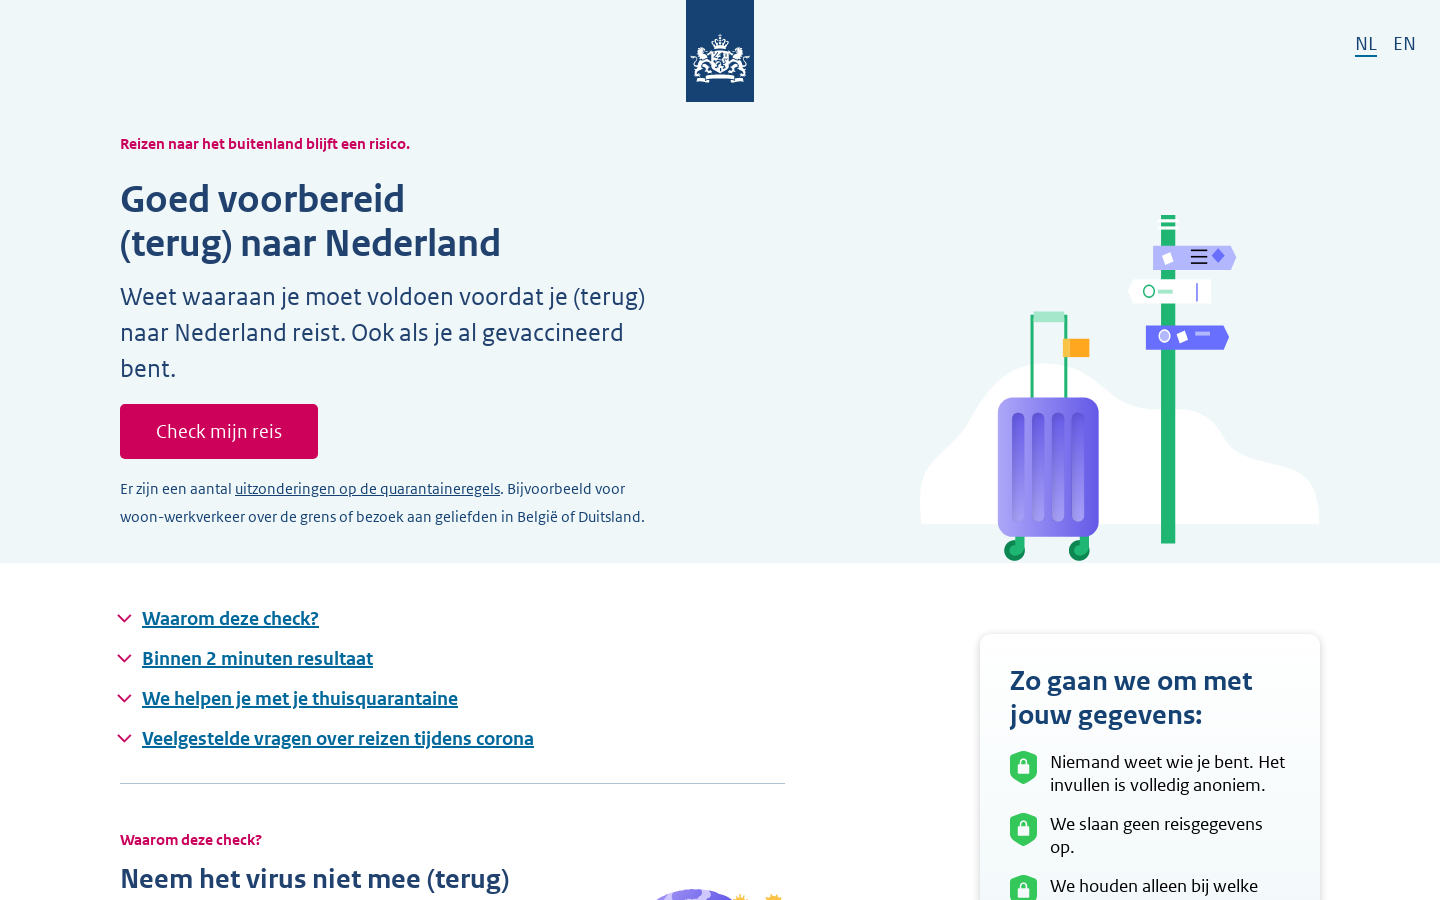 NL EN
Reizen naar het buitenland blijft een risico.
Goed voorbereid
(terug) naar Nederland
Weet waaraan je moet voldoen voordat je (terug)
naar Nederland reist. Ook als je al gevaccineerd
bent.
Check mijn reis
Er zijn een aantal uitzonderingen op de quarantaineregels. Bijvoorbeeld voor
woon-werkverkeer over de grens of bezoek aan geliefden in België of Duitsland.
Waarom deze check?
Binnen 2 minuten resultaat
We helpen je met je thuisquarantaine
Veelgestelde vragen over reizen tijdens corona
Waarom deze check?
Neem het virus niet mee (terug)
Zo gaan we om met
jouw gegevens:
Niemand weet wie je bent. Het
invullen is volledig anoniem.
We slaan geen reisgegevens
op.
We houden alleen bij welke